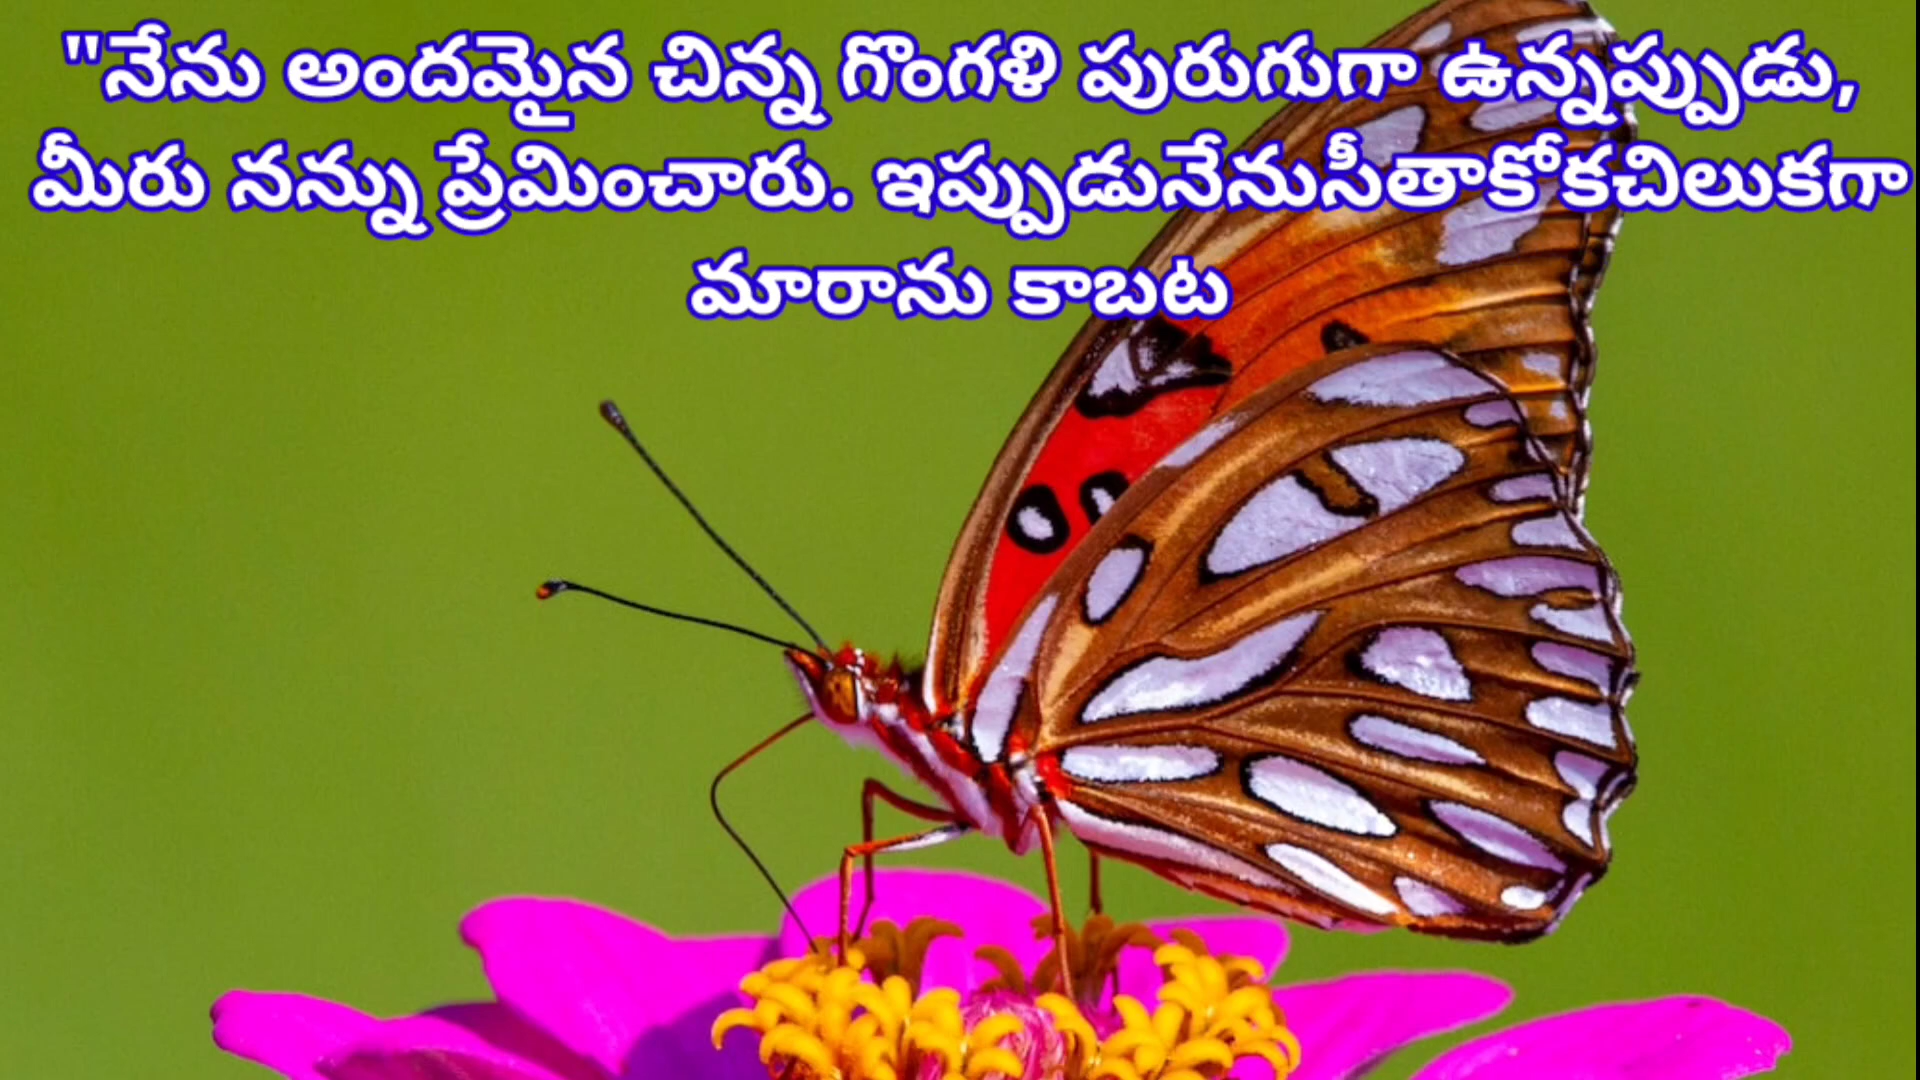 "నేను అందమైన చిన్న గొంగళి పురుగుగా ఉన్నప్పుడు,
మీరు నన్ను ప్రేమించారు. ఇప్పుడునేనుసీతాకోకచిలుకగా
మారాను కాబట